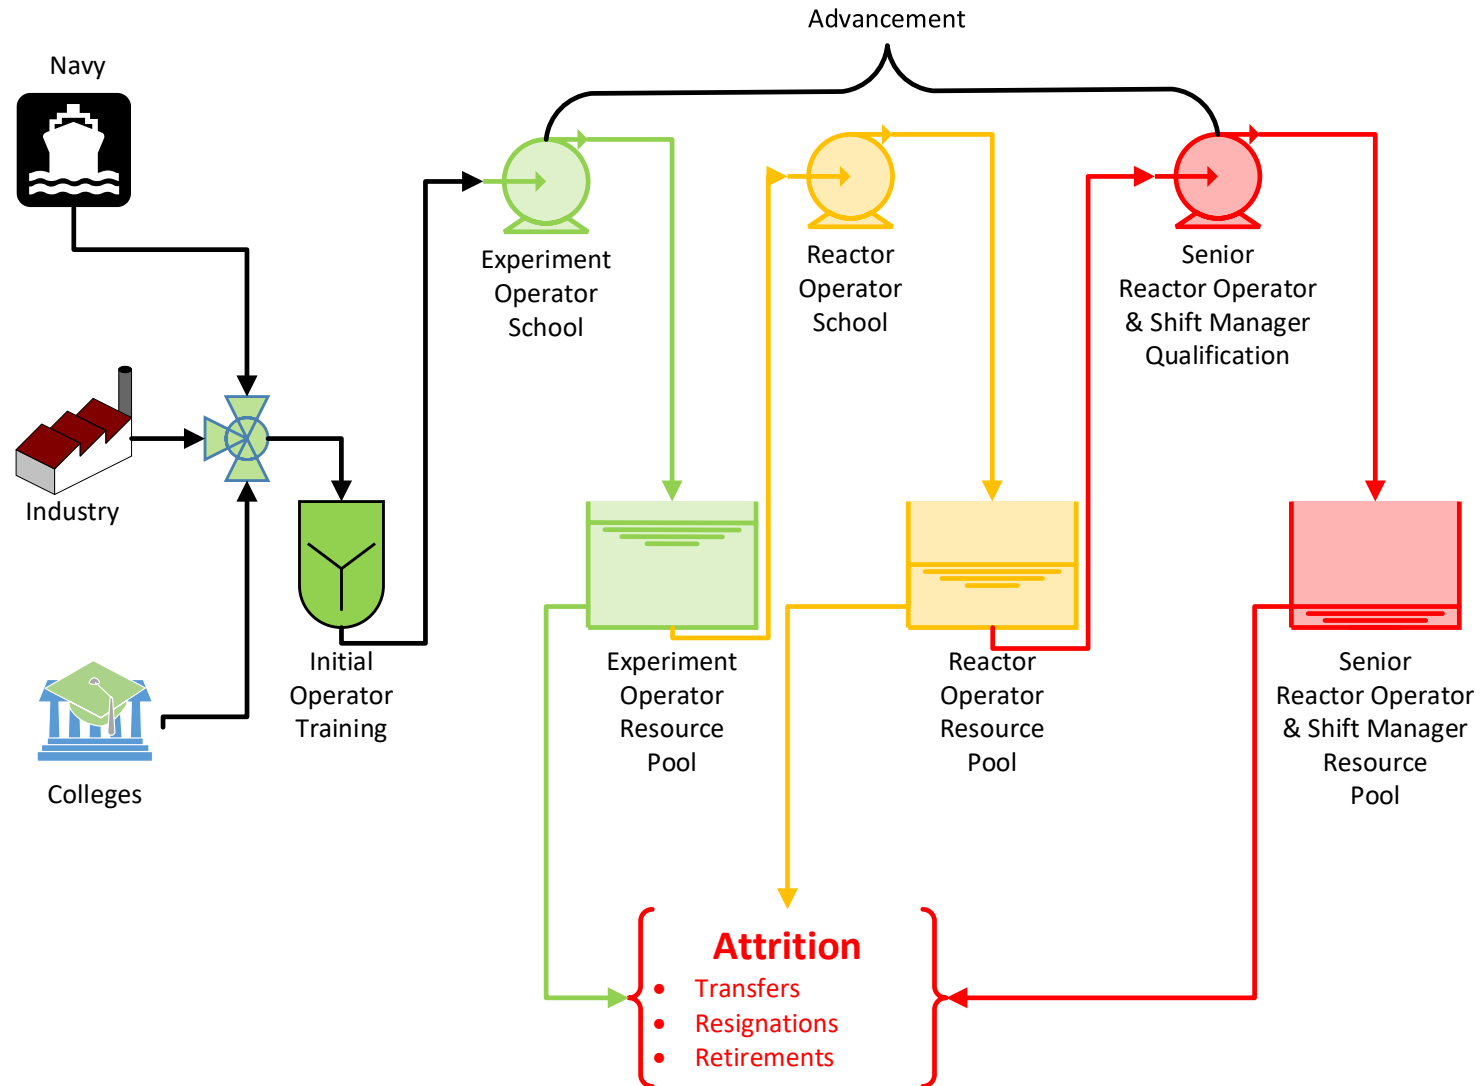 Advancement
Navy
Industry
Colleges
Initial
Operator
Training
Experiment
Operator
School
Reactor
Operator
School
Senior
Reactor Operator
& Shift Manager
Qualification
Experiment
Operator
Resource
Pool
Reactor
Operator
Resource
Pool
Senior
Reactor Operator
& Shift Manager
Resource
Pool
Attrition
• Transfers
• Resignations
• Retirements